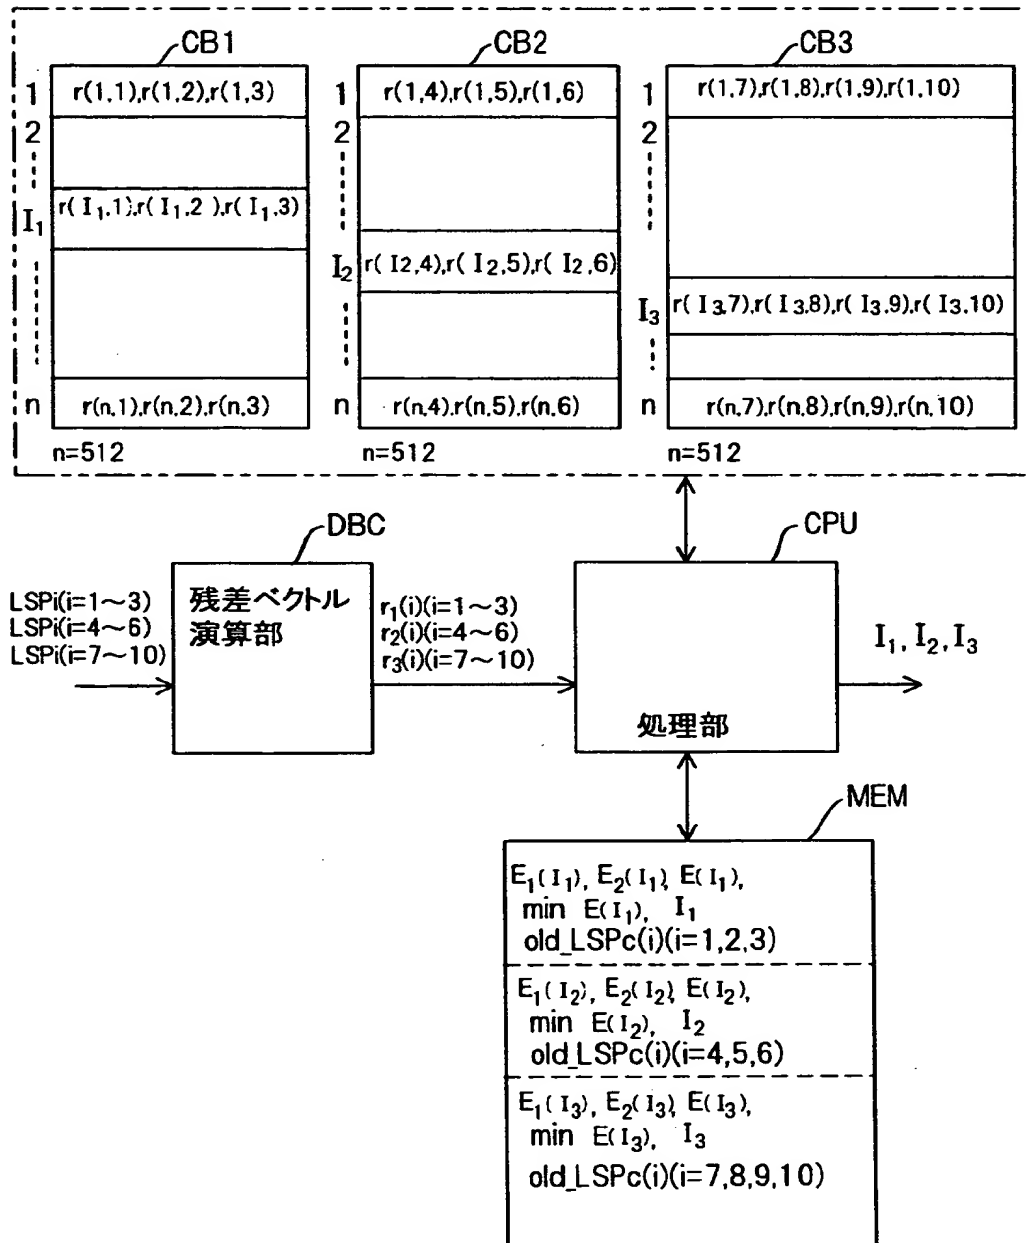 CB1
CB2
CB3
1
r(1,1),r(1,2),r(1,3)
2
I₁
r( I₁,1),r( I₁,2 ),r( I₁,3)
n
r(n,1),r(n,2),r(n,3)
n=512
1
r(1,4),r(1,5),r(1,6)
2
I₂
r( I₂,4),r( I₂,5),r( I₂,6)
n
r(n,4),r(n,5),r(n,6)
n=512
1
r(1,7),r(1,8),r(1,9),r(1,10)
2
I₃
r( I₃,7),r( I₃,8),r( I₃,9),r( I₃,10)
n
r(n,7),r(n,8),r(n,9),r(n,10)
n=512
DBC
CPU
LSPi(i=1～3)
LSPi(i=4～6)
LSPi(i=7～10)
残差ベクトル
演算部
r₁(i)(i=1～3)
r₂(i)(i=4～6)
r₃(i)(i=7～10)
処理部
I₁, I₂, I₃
MEM
E₁(I₁), E₂(I₁), E(I₁),
min E(I₁), I₁
old_LSPc(i)(i=1,2,3)
E₁(I₂), E₂(I₂), E(I₂),
min E(I₂), I₂
old_LSPc(i)(i=4,5,6)
E₁(I₃), E₂(I₃), E(I₃),
min E(I₃), I₃
old_LSPc(i)(i=7,8,9,10)